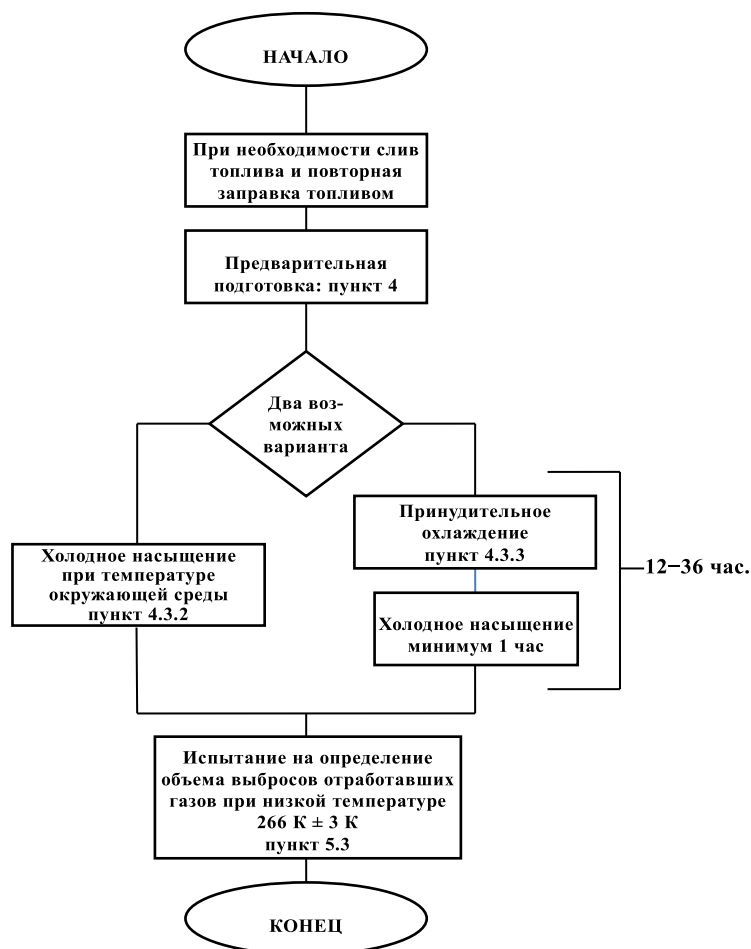 НАЧАЛО
При необходимости слив
топлива и повторная
заправка топливом
Предварительная
подготовка: пункт 4
Два воз-
можных
варианта
Принудительное
охлаждение
пункт 4.3.3
Холодное насыщение
при температуре
окружающей среды
пункт 4.3.2
12−36 час.
Холодное насыщение
минимум 1 час
Испытание на определение
объема выбросов отработавших
газов при низкой температуре
266 К ± 3 К
пункт 5.3
КОНЕЦ